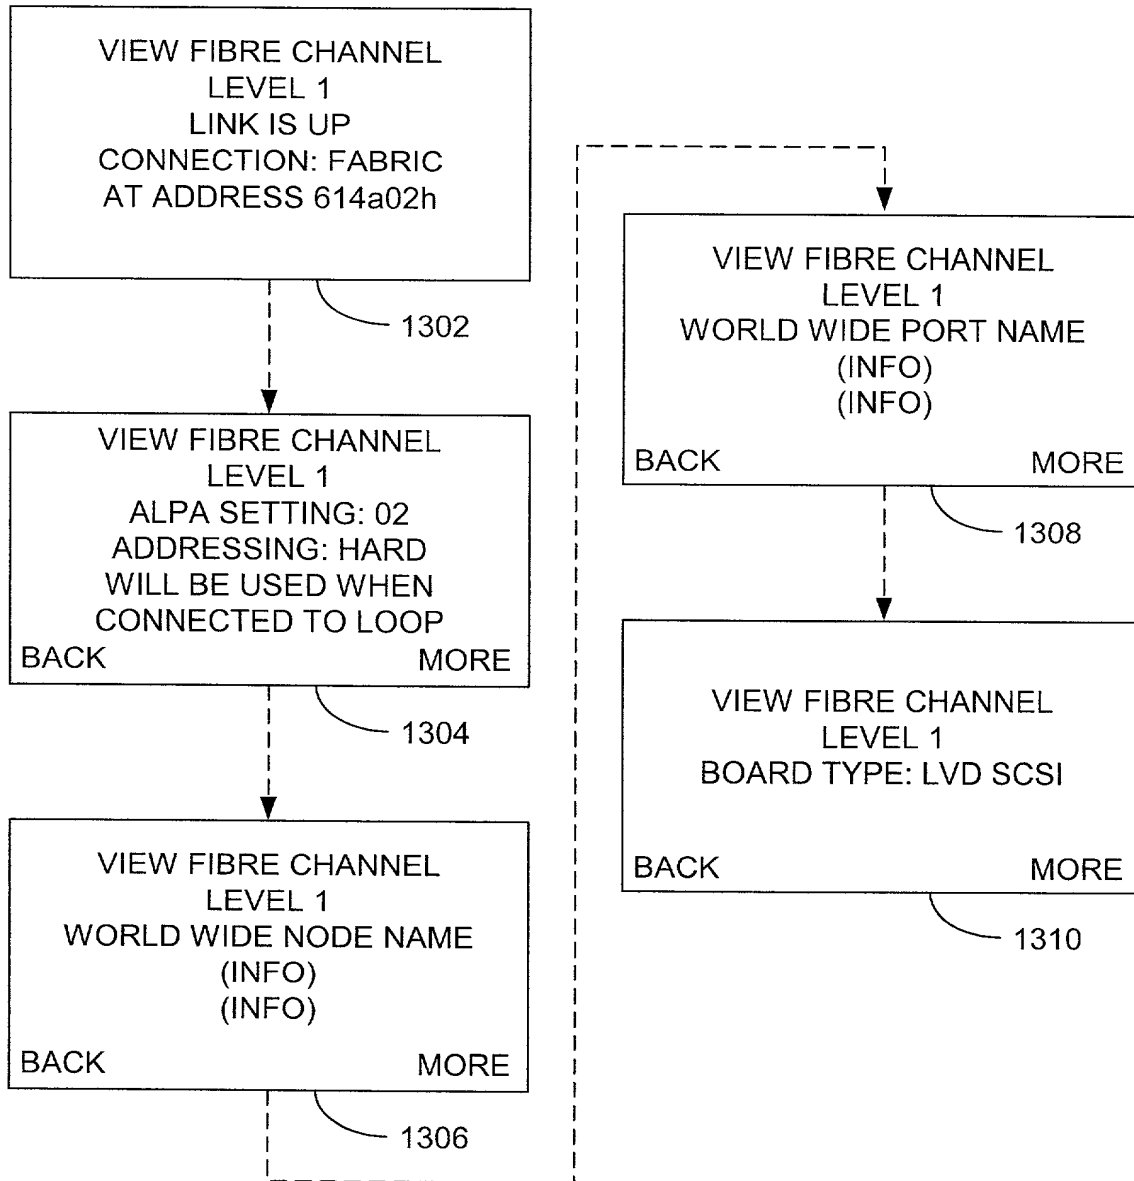 VIEW FIBRE CHANNEL
LEVEL 1
LINK IS UP
CONNECTION: FABRIC
AT ADDRESS 614a02h
1302
VIEW FIBRE CHANNEL
LEVEL 1
ALPA SETTING: 02
ADDRESSING: HARD
WILL BE USED WHEN
CONNECTED TO LOOP
BACK MORE
1304
VIEW FIBRE CHANNEL
LEVEL 1
WORLD WIDE NODE NAME
(INFO)
(INFO)
BACK MORE
1306
VIEW FIBRE CHANNEL
LEVEL 1
WORLD WIDE PORT NAME
(INFO)
(INFO)
BACK MORE
1308
VIEW FIBRE CHANNEL
LEVEL 1
BOARD TYPE: LVD SCSI
BACK MORE
1310